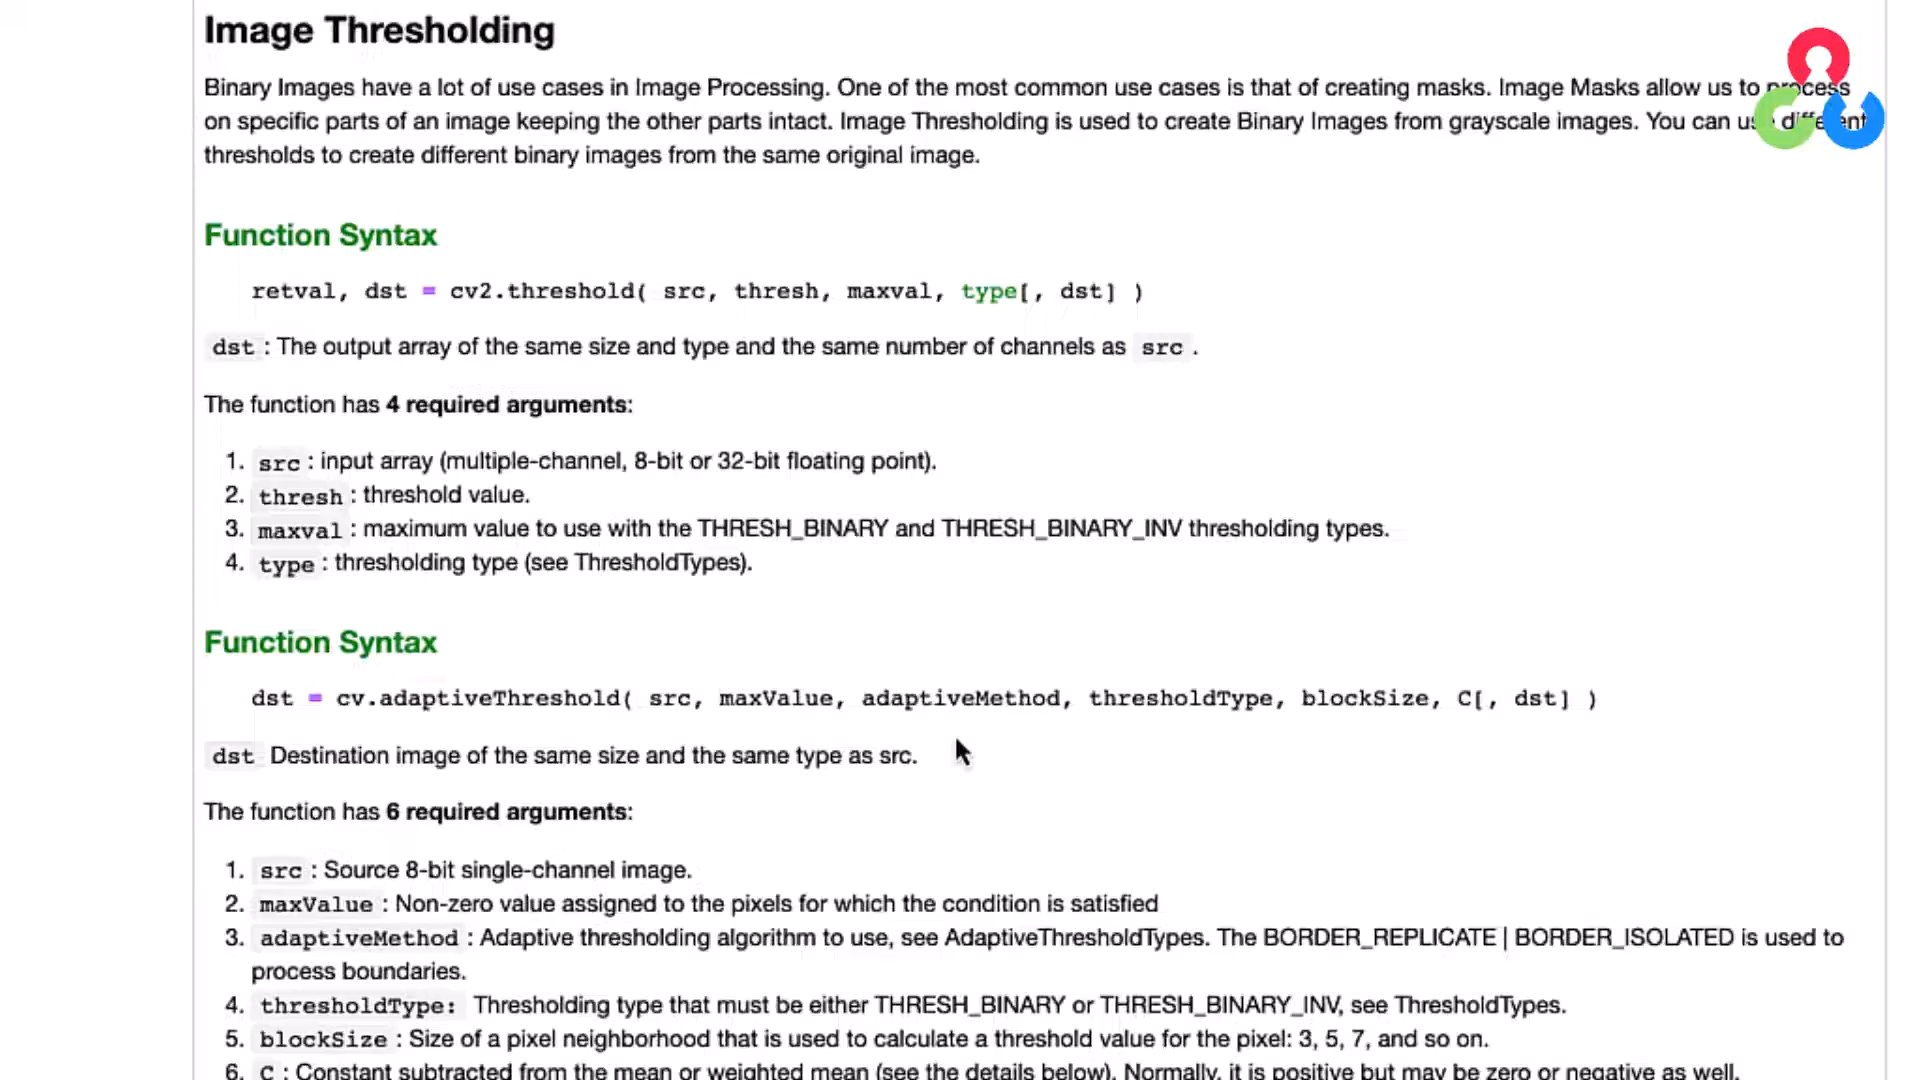 Image Thresholding
Binary Images have a lot of use cases in Image Processing. One of the most common use cases is that of creating masks. Image Masks allow us to process
on specific parts of an image keeping the other parts intact. Image Thresholding is used to create Binary Images from grayscale images. You can use different
thresholds to create different binary images from the same original image.
Function Syntax
retval, dst = cv2.threshold( src, thresh, maxval, type[, dst] )
dst : The output array of the same size and type and the same number of channels as src .
The function has 4 required arguments:
1. src : input array (multiple-channel, 8-bit or 32-bit floating point).
2. thresh : threshold value.
3. maxval : maximum value to use with the THRESH_BINARY and THRESH_BINARY_INV thresholding types.
4. type : thresholding type (see ThresholdTypes).
Function Syntax
dst = cv.adaptiveThreshold( src, maxValue, adaptiveMethod, thresholdType, blockSize, C[, dst] )
dst Destination image of the same size and the same type as src.
The function has 6 required arguments:
1. src : Source 8-bit single-channel image.
2. maxValue : Non-zero value assigned to the pixels for which the condition is satisfied
3. adaptiveMethod : Adaptive thresholding algorithm to use, see AdaptiveThresholdTypes. The BORDER_REPLICATE | BORDER_ISOLATED is used to
process boundaries.
4. thresholdType: Thresholding type that must be either THRESH_BINARY or THRESH_BINARY_INV, see ThresholdTypes.
5. blockSize : Size of a pixel neighborhood that is used to calculate a threshold value for the pixel: 3, 5, 7, and so on.
6. C : Constant subtracted from the mean or weighted mean (see the details below). Normally, it is positive but may be zero or negative as well.